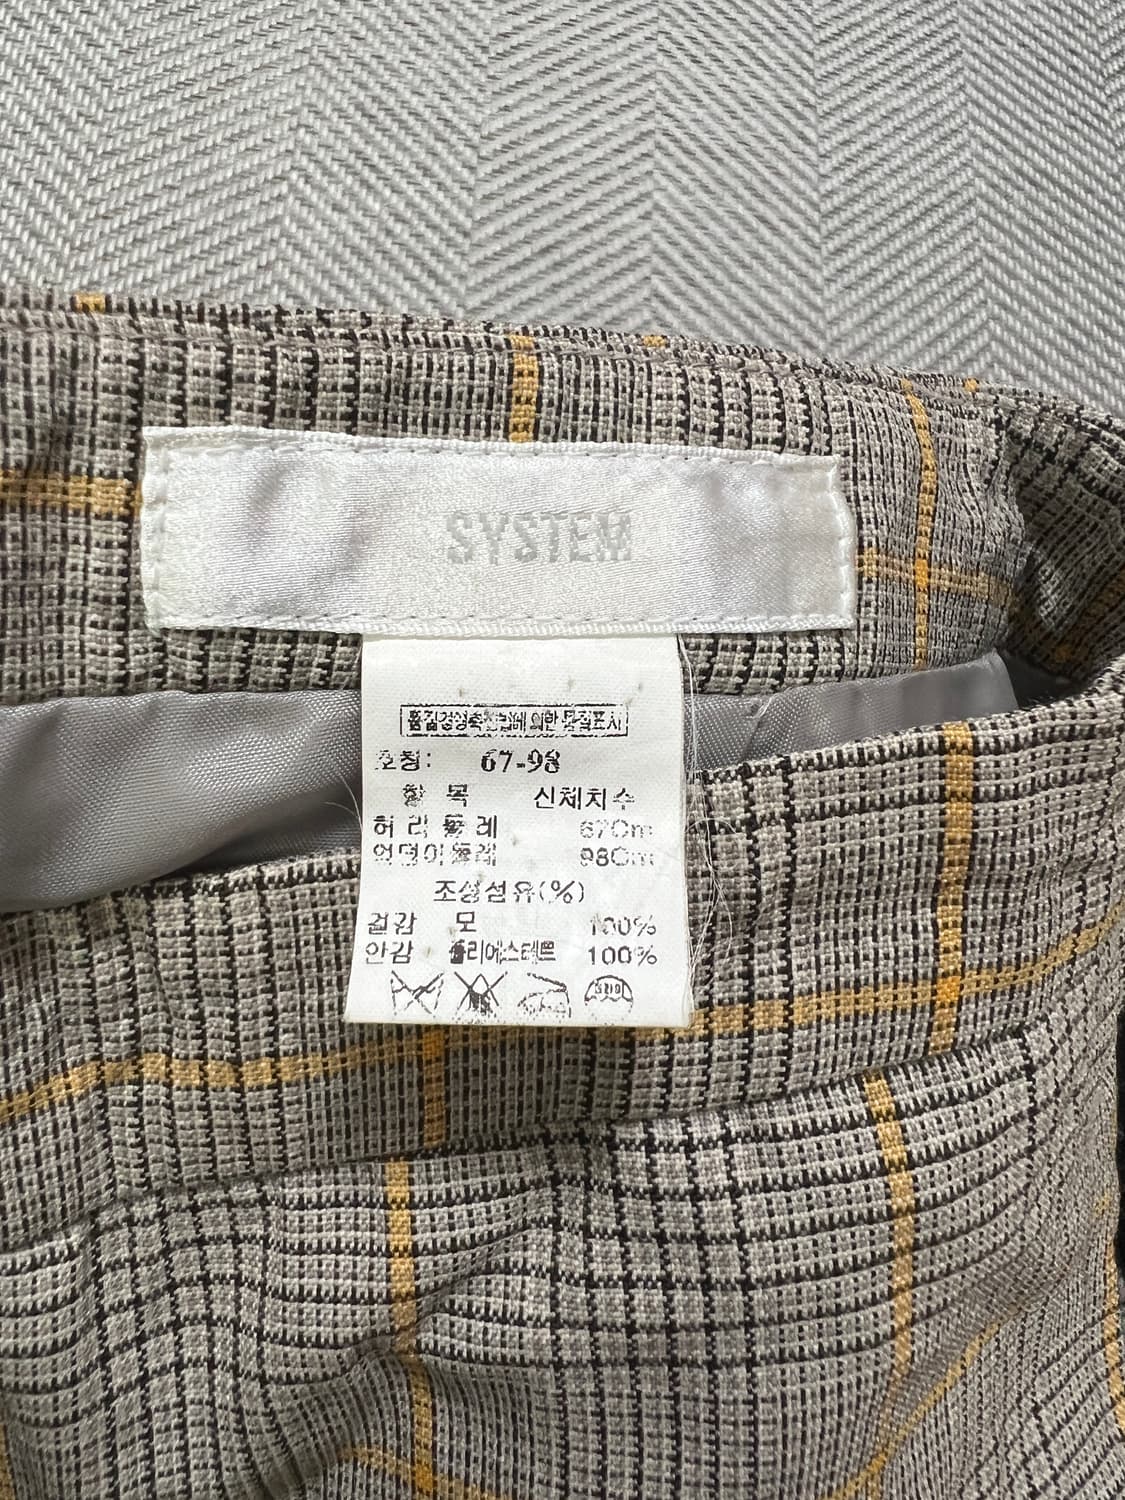 SYSTEM
품질경영촉진법에 의한 품질표시
호칭: 67-98
항 목 신체치수
허 리 둘 레 67Cm
엉덩이둘레 98Cm
조성섬유(%)
겉감 모 100%
안감 폴리에스테르 100%